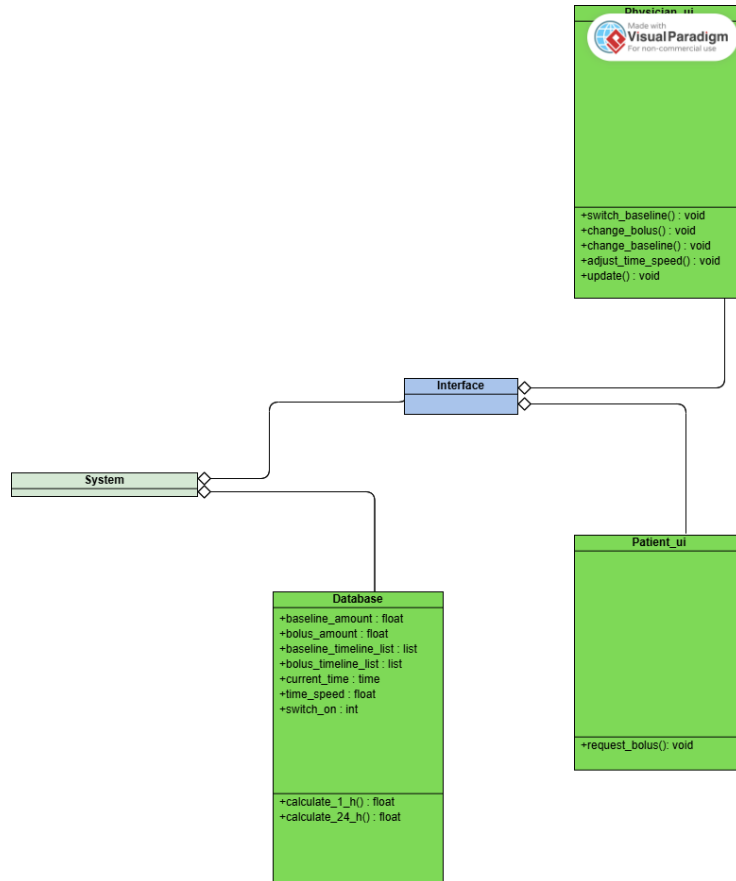 Physician_ui
Made with
Visual Paradigm
For non-commercial use
+switch_baseline() : void
+change_bolus() : void
+change_baseline() : void
+adjust_time_speed() : void
+update() : void
Interface
System
Patient_ui
+request_bolus(): void
Database
+baseline_amount : float
+bolus_amount : float
+baseline_timeline_list : list
+bolus_timeline_list : list
+current_time : time
+time_speed : float
+switch_on : int
+calculate_1_h() : float
+calculate_24_h() : float